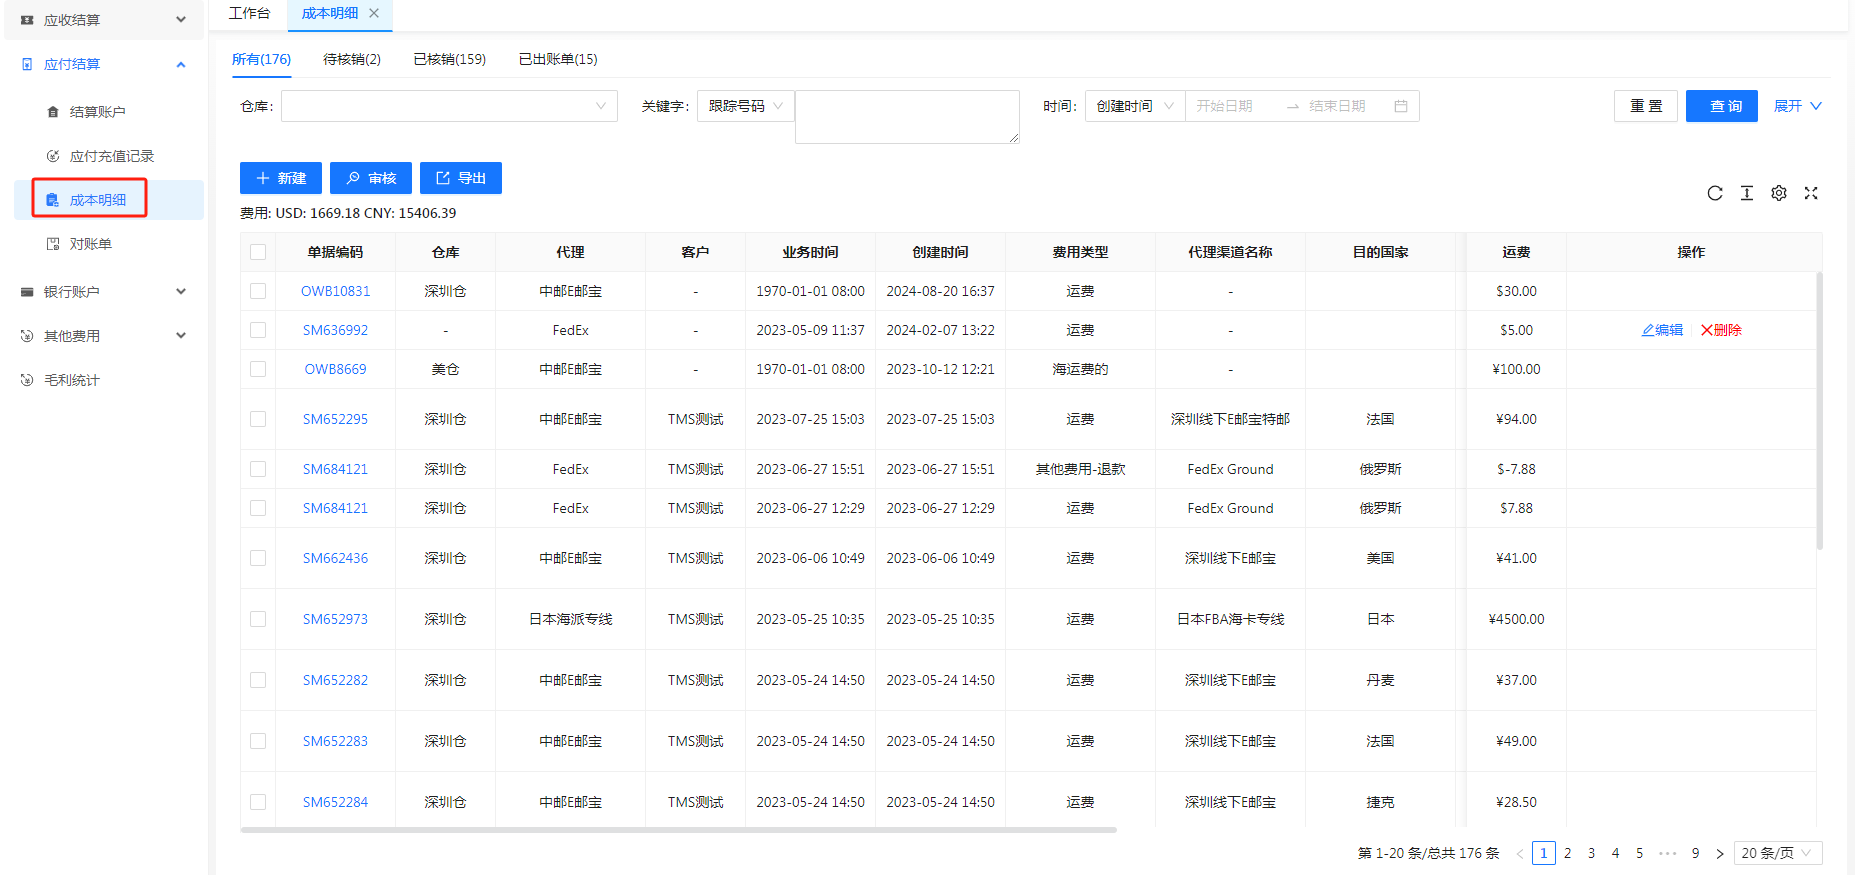 应收结算
应付结算
结算账户
应付充值记录
成本明细
对账单
银行账户
其他费用
毛利统计
工作台 成本明细
所有(176) 待核销(2) 已核销(159) 已出账单(15)
仓库: 关键字: 跟踪号码 时间: 创建时间 开始日期 → 结束日期 重 置 查 询 展开
新建 审核 导出
费用: USD: 1669.18 CNY: 15406.39
单据编码 仓库 代理 客户 业务时间 创建时间 费用类型 代理渠道名称 目的国家 运费 操作
OWB10831 深圳仓 中邮E邮宝 - 1970-01-01 08:00 2024-08-20 16:37 运费 - $30.00
SM636992 - FedEx - 2023-05-09 11:37 2024-02-07 13:22 运费 - $5.00 编辑 删除
OWB8669 美仓 中邮E邮宝 - 1970-01-01 08:00 2023-10-12 12:21 海运费的 - ¥100.00
SM652295 深圳仓 中邮E邮宝 TMS测试 2023-07-25 15:03 2023-07-25 15:03 运费 深圳线下E邮宝特邮 法国 ¥94.00
SM684121 深圳仓 FedEx TMS测试 2023-06-27 15:51 2023-06-27 15:51 其他费用-退款 FedEx Ground 俄罗斯 $-7.88
SM684121 深圳仓 FedEx TMS测试 2023-06-27 12:29 2023-06-27 12:29 运费 FedEx Ground 俄罗斯 $7.88
SM662436 深圳仓 中邮E邮宝 TMS测试 2023-06-06 10:49 2023-06-06 10:49 运费 深圳线下E邮宝 美国 ¥41.00
SM652973 深圳仓 日本海派专线 TMS测试 2023-05-25 10:35 2023-05-25 10:35 运费 日本FBA海卡专线 日本 ¥4500.00
SM652282 深圳仓 中邮E邮宝 TMS测试 2023-05-24 14:50 2023-05-24 14:50 运费 深圳线下E邮宝 丹麦 ¥37.00
SM652283 深圳仓 中邮E邮宝 TMS测试 2023-05-24 14:50 2023-05-24 14:50 运费 深圳线下E邮宝 法国 ¥49.00
SM652284 深圳仓 中邮E邮宝 TMS测试 2023-05-24 14:50 2023-05-24 14:50 运费 深圳线下E邮宝 捷克 ¥28.50
第 1-20 条/总共 176 条 < 1 2 3 4 5 ••• 9 > 20 条/页